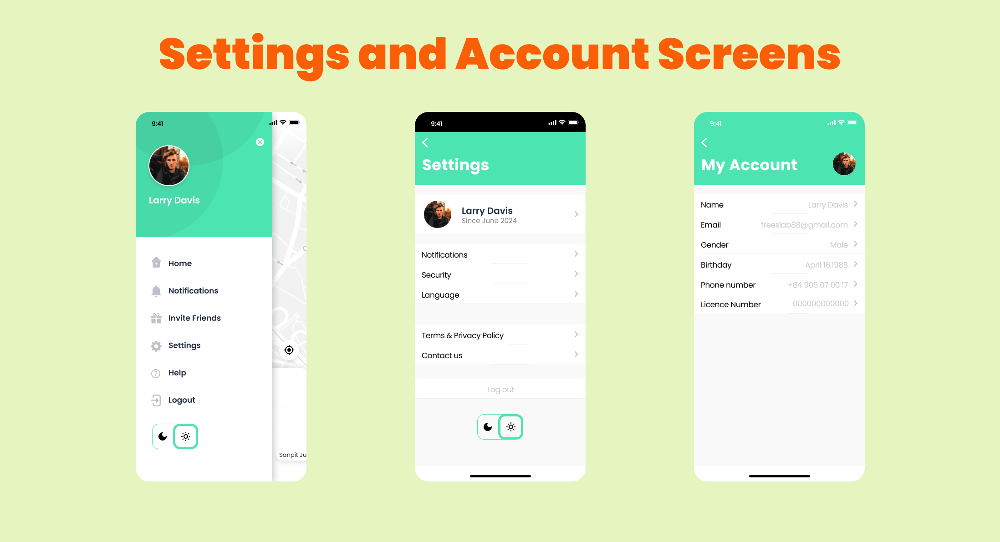 Settings and Account Screens
9:41
Larry Davis
Home
Notifications
Invite Friends
Settings
Help
Logout
Sanpit Ju
9:41
Settings
Larry Davis
Since June 2024
Notifications
Security
Language
Terms & Privacy Policy
Contact us
Log out
9:41
My Account
Name Larry Davis
Email freeslab88@gmail.com
Gender Male
Birthday April 16,1988
Phone number +84 905 07 00 17
Licence Number 000000000000